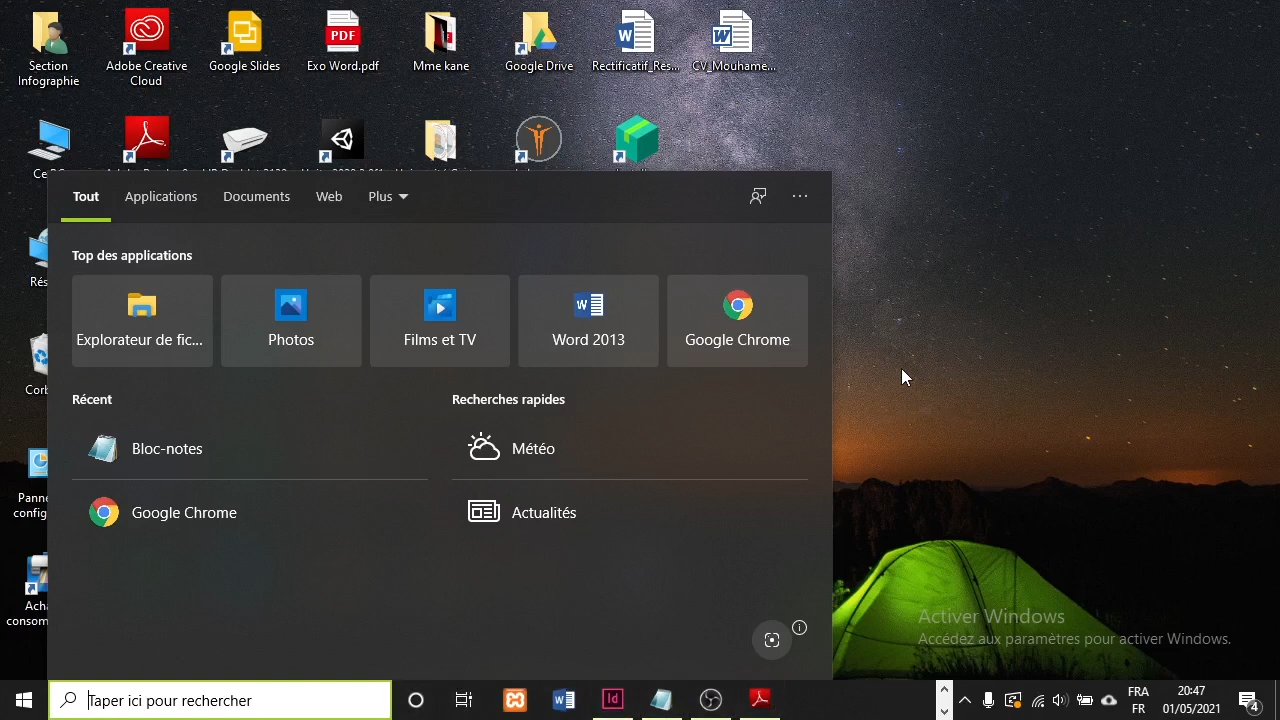 Section
Infographie
Adobe Creative
Cloud
Google Slides
PDF
Exo Word.pdf
Mme kane
Google Drive
Rectificatif_Res...
CV_Mouhame...
Tout
Applications
Documents
Web
Plus
Top des applications
Explorateur de fic...
Photos
Films et TV
W
Word 2013
Google Chrome
Récent
Recherches rapides
Bloc-notes
Météo
Google Chrome
Actualités
Activer Windows
Accédez aux paramètres pour activer Windows.
Taper ici pour rechercher
Id
FRA
FR
20:47
01/05/2021
4